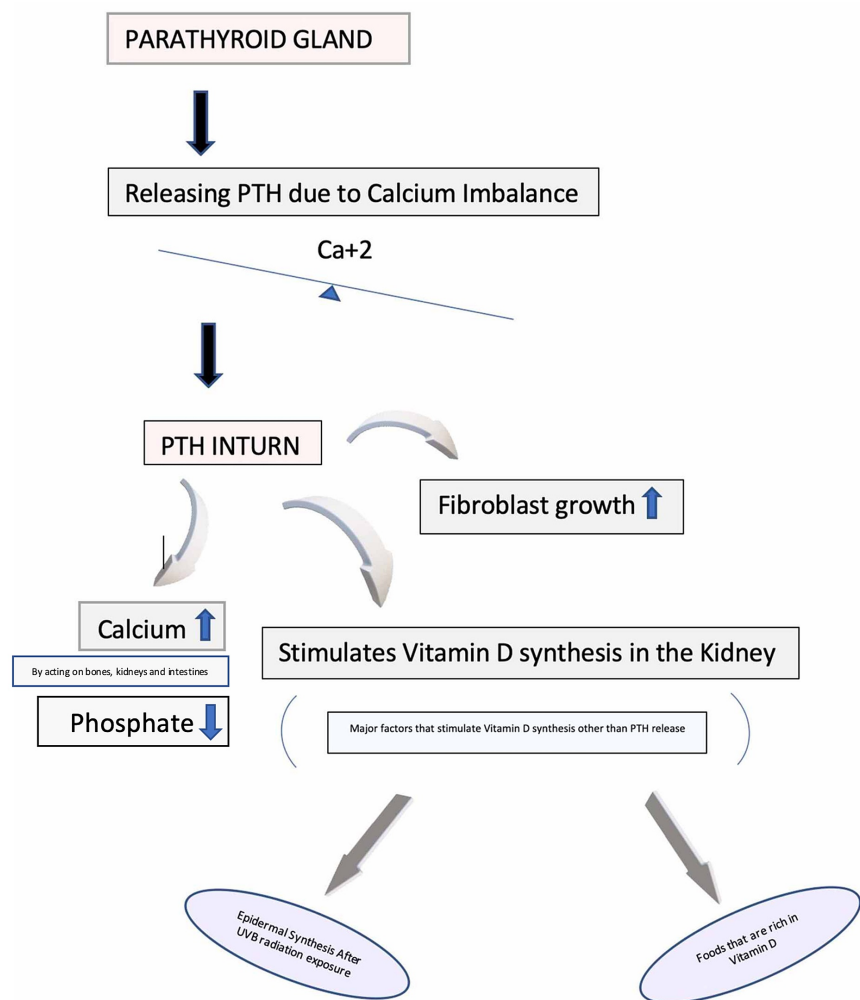 PARATHYROID GLAND
Releasing PTH due to Calcium Imbalance
Ca+2
PTH INTURN
Fibroblast growth
Calcium
By acting on bones, kidneys and intestines
Phosphate
Stimulates Vitamin D synthesis in the Kidney
Major factors that stimulate Vitamin D synthesis other than PTH release
Epidermal Synthesis After
UVB radiation exposure
Foods that are rich in
Vitamin D